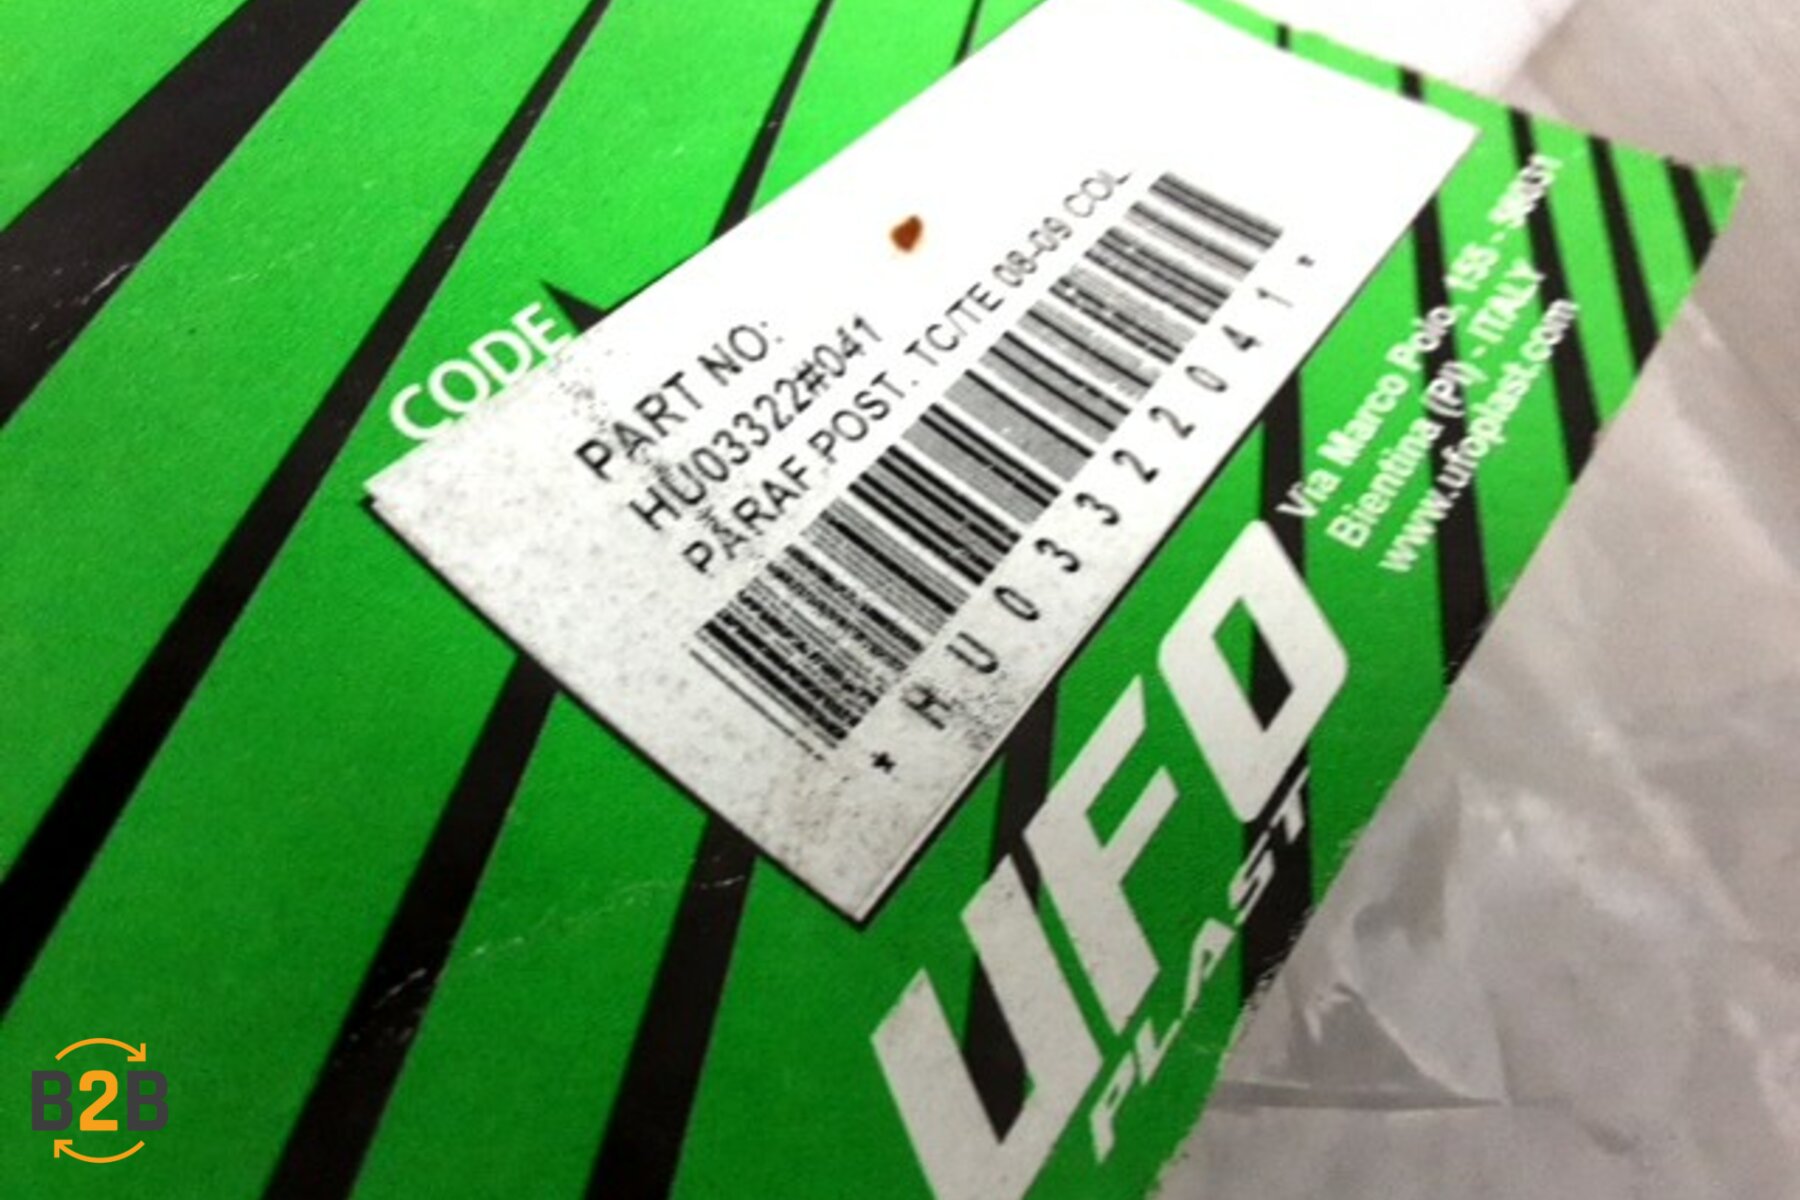 CODE
PART NO:
HU03322#041
PARAF.POST. TC/TE 08-09 COL
*HU03322041*
Via Marco Polo, 155 - 56031
Bientina (PI) - ITALY
www.ufoplast.com
UFO
PLAST
B2B